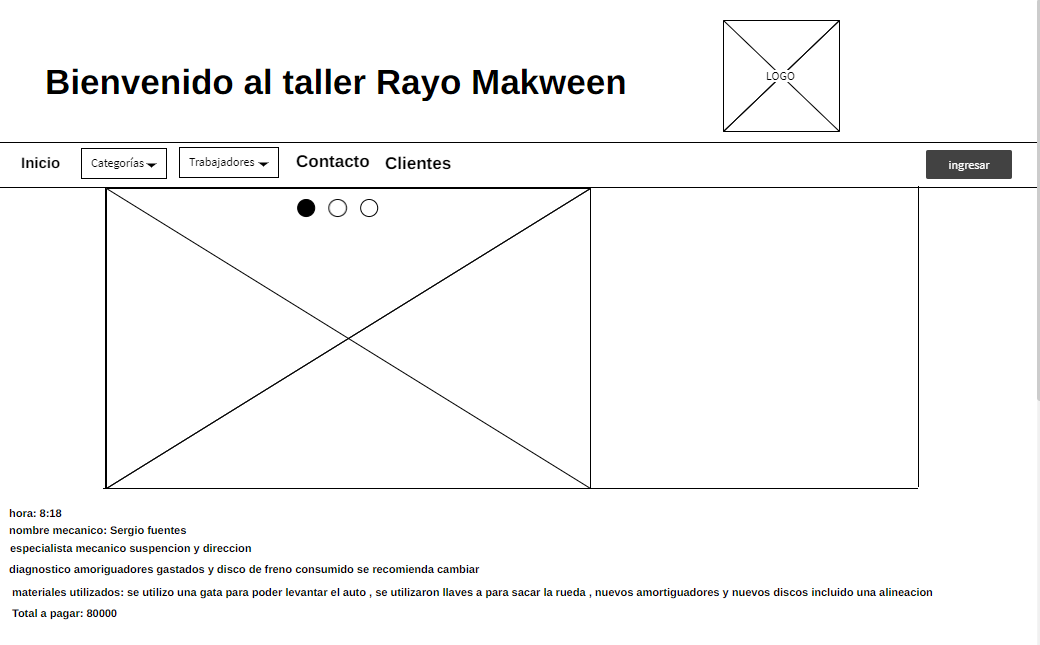 Bienvenido al taller Rayo Makween
LOGO
Inicio
Categorías
Trabajadores
Contacto
Clientes
ingresar
hora: 8:18
nombre mecanico: Sergio fuentes
especialista mecanico suspencion y direccion
diagnostico amoriguadores gastados y disco de freno consumido se recomienda cambiar
materiales utilizados: se utilizo una gata para poder levantar el auto , se utilizaron llaves a para sacar la rueda , nuevos amortiguadores y nuevos discos incluido una alineacion
Total a pagar: 80000